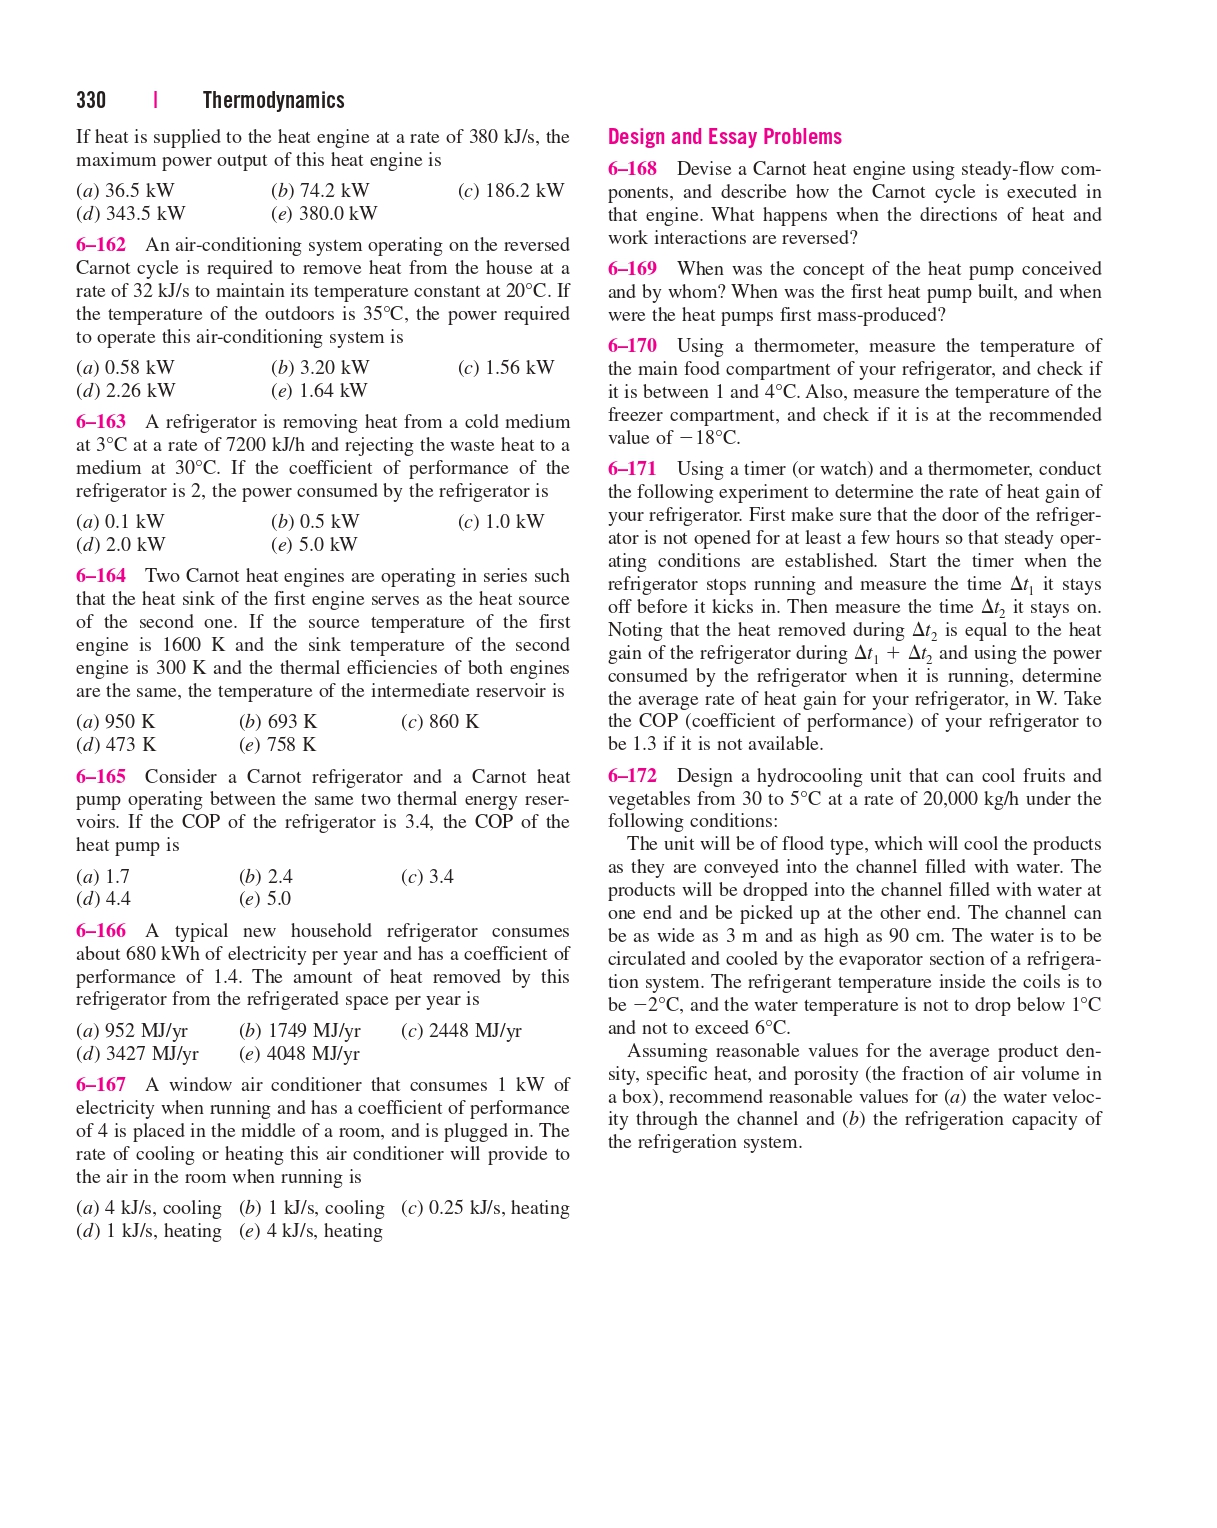 330 | Thermodynamics
If heat is supplied to the heat engine at a rate of 380 kJ/s, the
maximum power output of this heat engine is
(a) 36.5 kW (b) 74.2 kW (c) 186.2 kW
(d) 343.5 kW (e) 380.0 kW
6–162 An air-conditioning system operating on the reversed
Carnot cycle is required to remove heat from the house at a
rate of 32 kJ/s to maintain its temperature constant at 20°C. If
the temperature of the outdoors is 35°C, the power required
to operate this air-conditioning system is
(a) 0.58 kW (b) 3.20 kW (c) 1.56 kW
(d) 2.26 kW (e) 1.64 kW
6–163 A refrigerator is removing heat from a cold medium
at 3°C at a rate of 7200 kJ/h and rejecting the waste heat to a
medium at 30°C. If the coefficient of performance of the
refrigerator is 2, the power consumed by the refrigerator is
(a) 0.1 kW (b) 0.5 kW (c) 1.0 kW
(d) 2.0 kW (e) 5.0 kW
6–164 Two Carnot heat engines are operating in series such
that the heat sink of the first engine serves as the heat source
of the second one. If the source temperature of the first
engine is 1600 K and the sink temperature of the second
engine is 300 K and the thermal efficiencies of both engines
are the same, the temperature of the intermediate reservoir is
(a) 950 K (b) 693 K (c) 860 K
(d) 473 K (e) 758 K
6–165 Consider a Carnot refrigerator and a Carnot heat
pump operating between the same two thermal energy reser-
voirs. If the COP of the refrigerator is 3.4, the COP of the
heat pump is
(a) 1.7 (b) 2.4 (c) 3.4
(d) 4.4 (e) 5.0
6–166 A typical new household refrigerator consumes
about 680 kWh of electricity per year and has a coefficient of
performance of 1.4. The amount of heat removed by this
refrigerator from the refrigerated space per year is
(a) 952 MJ/yr (b) 1749 MJ/yr (c) 2448 MJ/yr
(d) 3427 MJ/yr (e) 4048 MJ/yr
6–167 A window air conditioner that consumes 1 kW of
electricity when running and has a coefficient of performance
of 4 is placed in the middle of a room, and is plugged in. The
rate of cooling or heating this air conditioner will provide to
the air in the room when running is
(a) 4 kJ/s, cooling (b) 1 kJ/s, cooling (c) 0.25 kJ/s, heating
(d) 1 kJ/s, heating (e) 4 kJ/s, heating
Design and Essay Problems
6–168 Devise a Carnot heat engine using steady-flow com-
ponents, and describe how the Carnot cycle is executed in
that engine. What happens when the directions of heat and
work interactions are reversed?
6–169 When was the concept of the heat pump conceived
and by whom? When was the first heat pump built, and when
were the heat pumps first mass-produced?
6–170 Using a thermometer, measure the temperature of
the main food compartment of your refrigerator, and check if
it is between 1 and 4°C. Also, measure the temperature of the
freezer compartment, and check if it is at the recommended
value of −18°C.
6–171 Using a timer (or watch) and a thermometer, conduct
the following experiment to determine the rate of heat gain of
your refrigerator. First make sure that the door of the refriger-
ator is not opened for at least a few hours so that steady oper-
ating conditions are established. Start the timer when the
refrigerator stops running and measure the time Δt₁ it stays
off before it kicks in. Then measure the time Δt₂ it stays on.
Noting that the heat removed during Δt₂ is equal to the heat
gain of the refrigerator during Δt₁ + Δt₂ and using the power
consumed by the refrigerator when it is running, determine
the average rate of heat gain for your refrigerator, in W. Take
the COP (coefficient of performance) of your refrigerator to
be 1.3 if it is not available.
6–172 Design a hydrocooling unit that can cool fruits and
vegetables from 30 to 5°C at a rate of 20,000 kg/h under the
following conditions:
The unit will be of flood type, which will cool the products
as they are conveyed into the channel filled with water. The
products will be dropped into the channel filled with water at
one end and be picked up at the other end. The channel can
be as wide as 3 m and as high as 90 cm. The water is to be
circulated and cooled by the evaporator section of a refrigera-
tion system. The refrigerant temperature inside the coils is to
be −2°C, and the water temperature is not to drop below 1°C
and not to exceed 6°C.
Assuming reasonable values for the average product den-
sity, specific heat, and porosity (the fraction of air volume in
a box), recommend reasonable values for (a) the water veloc-
ity through the channel and (b) the refrigeration capacity of
the refrigeration system.